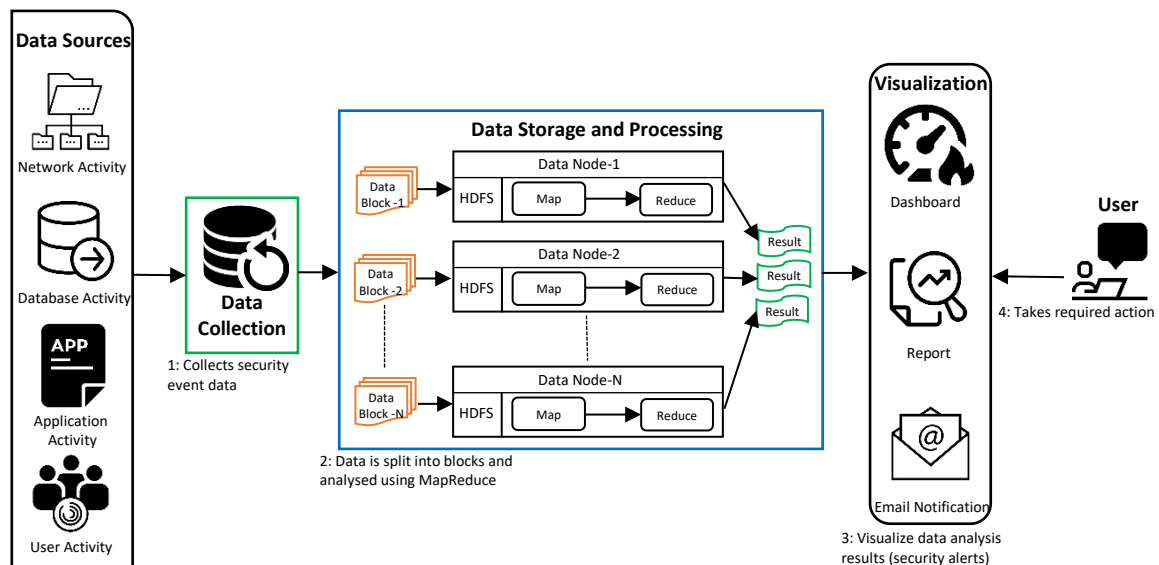 Data Sources
Network Activity
Database Activity
APP
Application
Activity
User Activity
Data
Collection
1: Collects security
event data
Data Storage and Processing
Data
Block -1
Data Node-1
HDFS
Map
Reduce
Result
Data
Block -2
Data Node-2
HDFS
Map
Reduce
Result
Result
Data
Block -N
Data Node-N
HDFS
Map
Reduce
2: Data is split into blocks and
analysed using MapReduce
Visualization
Dashboard
Report
@
Email Notification
3: Visualize data analysis
results (security alerts)
User
4: Takes required action